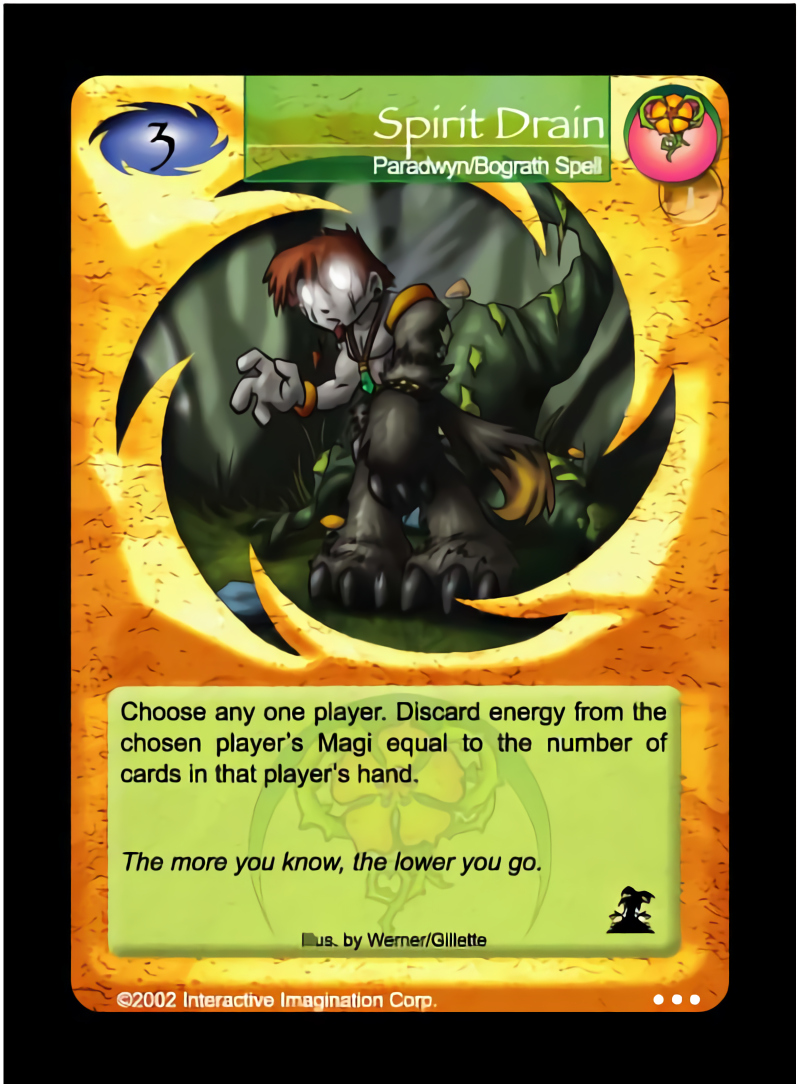 3
Spirit Drain
Paradwyn/Bograth Spell
Choose any one player. Discard energy from the
chosen player's Magi equal to the number of
cards in that player's hand.
The more you know, the lower you go.
Illus. by Werner/Gillette
©2002 Interactive Imagination Corp.